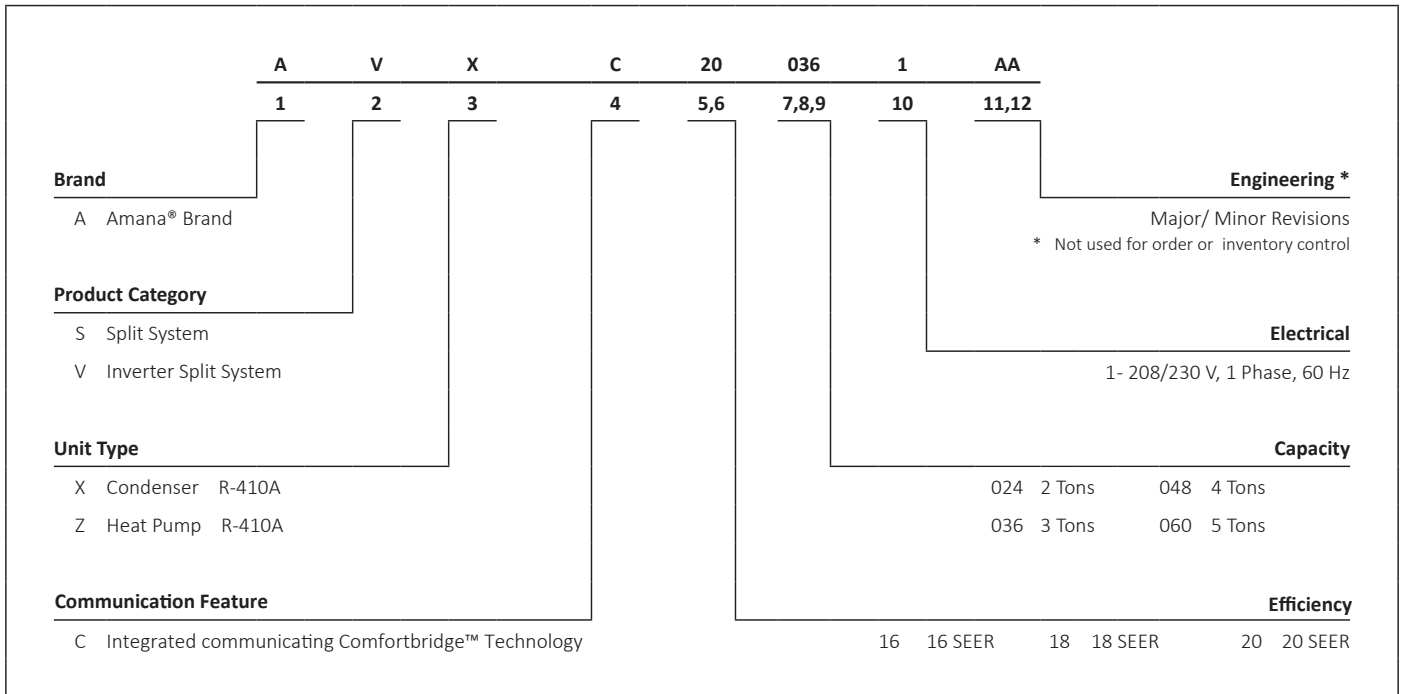 A V X C 20 036 1 AA
1 2 3 4 5,6 7,8,9 10 11,12
Brand
A Amana® Brand
Engineering *
Major/ Minor Revisions
* Not used for order or inventory control
Product Category
S Split System
V Inverter Split System
Electrical
1- 208/230 V, 1 Phase, 60 Hz
Unit Type
X Condenser R-410A
Z Heat Pump R-410A
Capacity
024 2 Tons 048 4 Tons
036 3 Tons 060 5 Tons
Communication Feature
C Integrated communicating Comfortbridge™ Technology
Efficiency
16 16 SEER 18 18 SEER 20 20 SEER